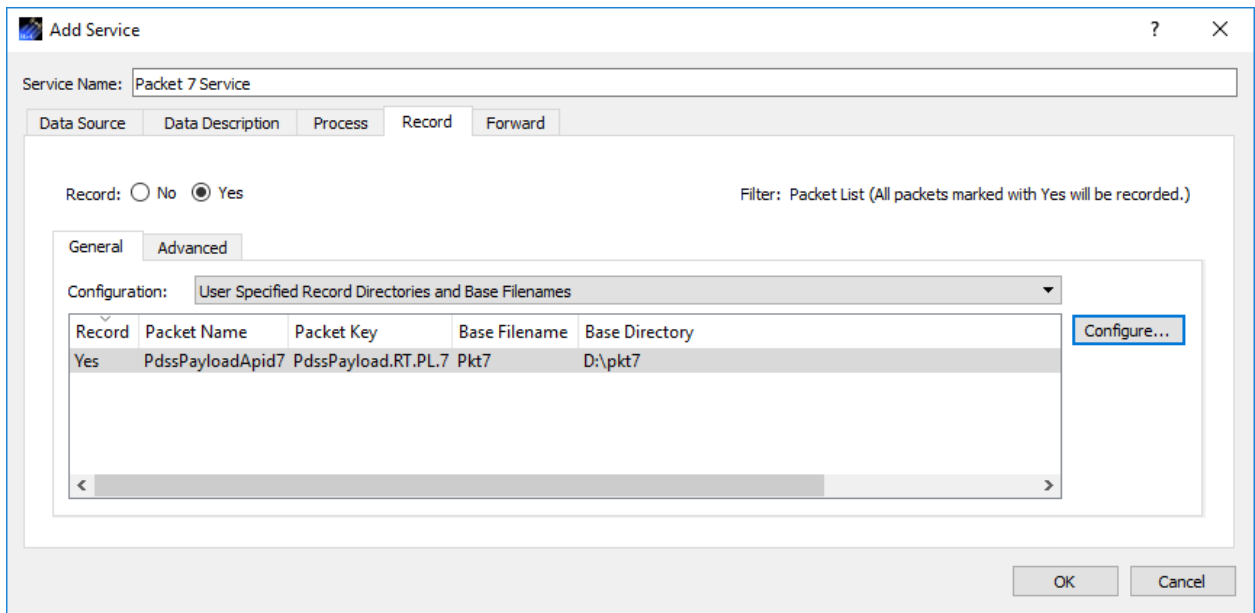 Add Service
?
Service Name: Packet 7 Service
Data Source Data Description Process Record Forward
Record: No Yes Filter: Packet List (All packets marked with Yes will be recorded.)
General Advanced
Configuration: User Specified Record Directories and Base Filenames
Record Packet Name Packet Key Base Filename Base Directory Configure...
Yes PdssPayloadApid7 PdssPayload.RT.PL.7 Pkt7 D:\pkt7
OK Cancel